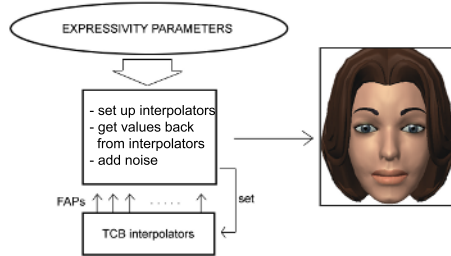 EXPRESSIVITY PARAMETERS
- set up interpolators
- get values back
from interpolators
- add noise
FAPs
.....
set
TCB interpolators